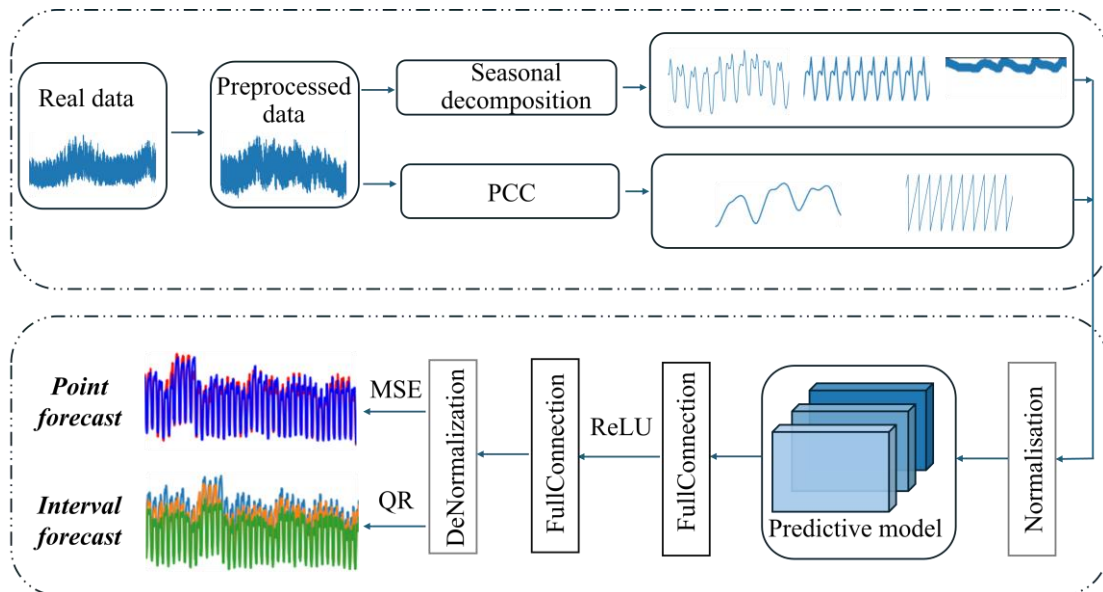 Real data
Preprocessed
data
Seasonal
decomposition
PCC
Point
forecast
Interval
forecast
MSE
QR
DeNormalization
FullConnection
ReLU
FullConnection
Predictive model
Normalisation